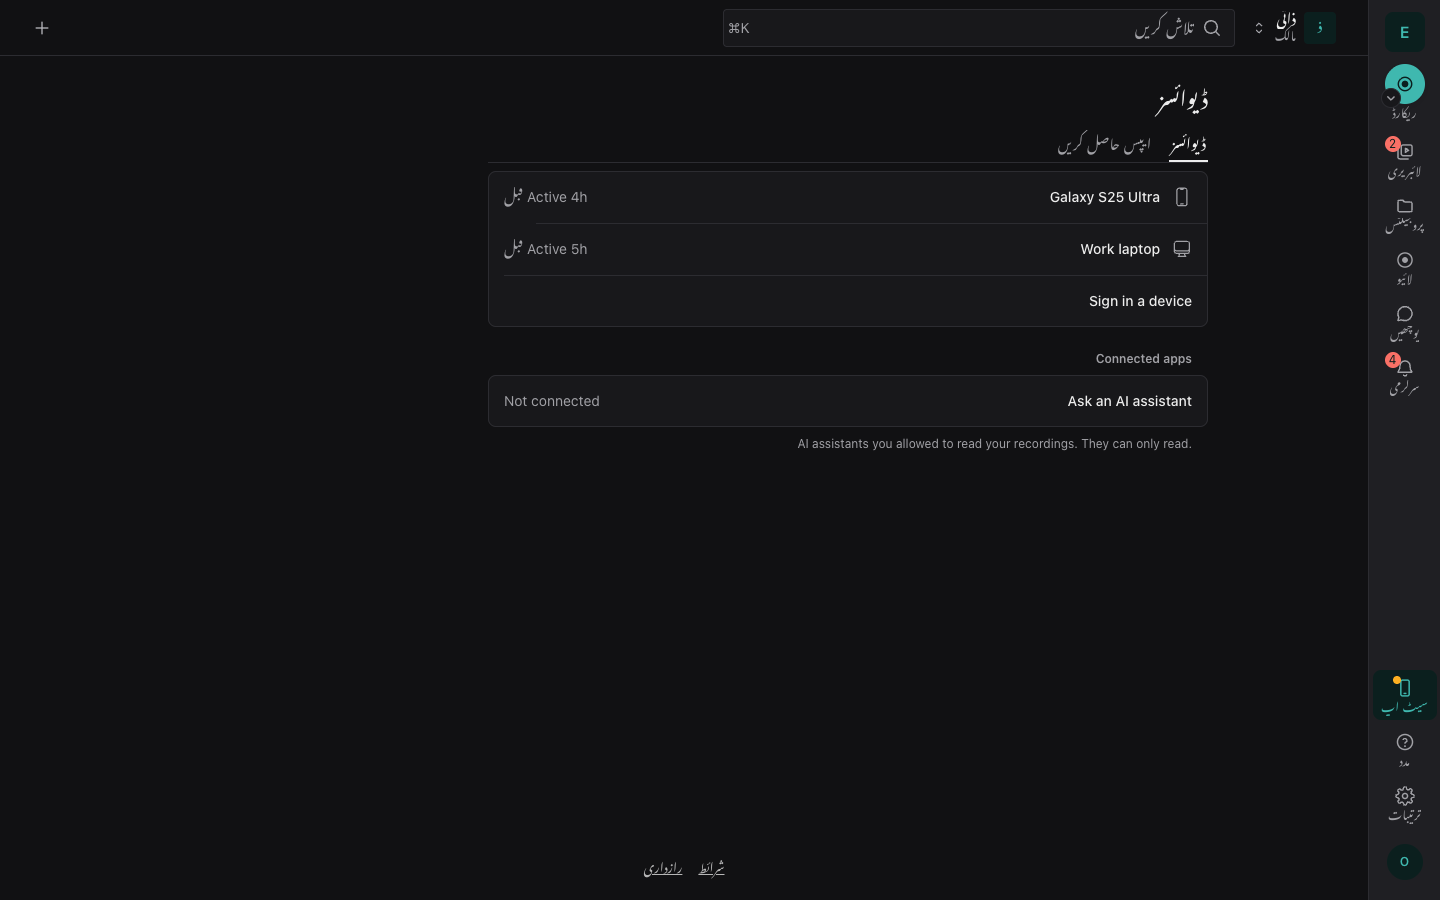 E
ریکارڈ
2
لائبریری
پروجیکٹس
لائیو
پوچھیں
4
سرگرمی
سیٹ اپ
مدد
ترتیبات
O
ذ
ذاتی
مالک
تلاش کریں
⌘K
ڈیوائسز
ڈیوائسز
ایپس حاصل کریں
Galaxy S25 Ultra
Active 4h قبل
Work laptop
Active 5h قبل
Sign in a device
Connected apps
Ask an AI assistant
Not connected
AI assistants you allowed to read your recordings. They can only read.
شرائط
رازداری